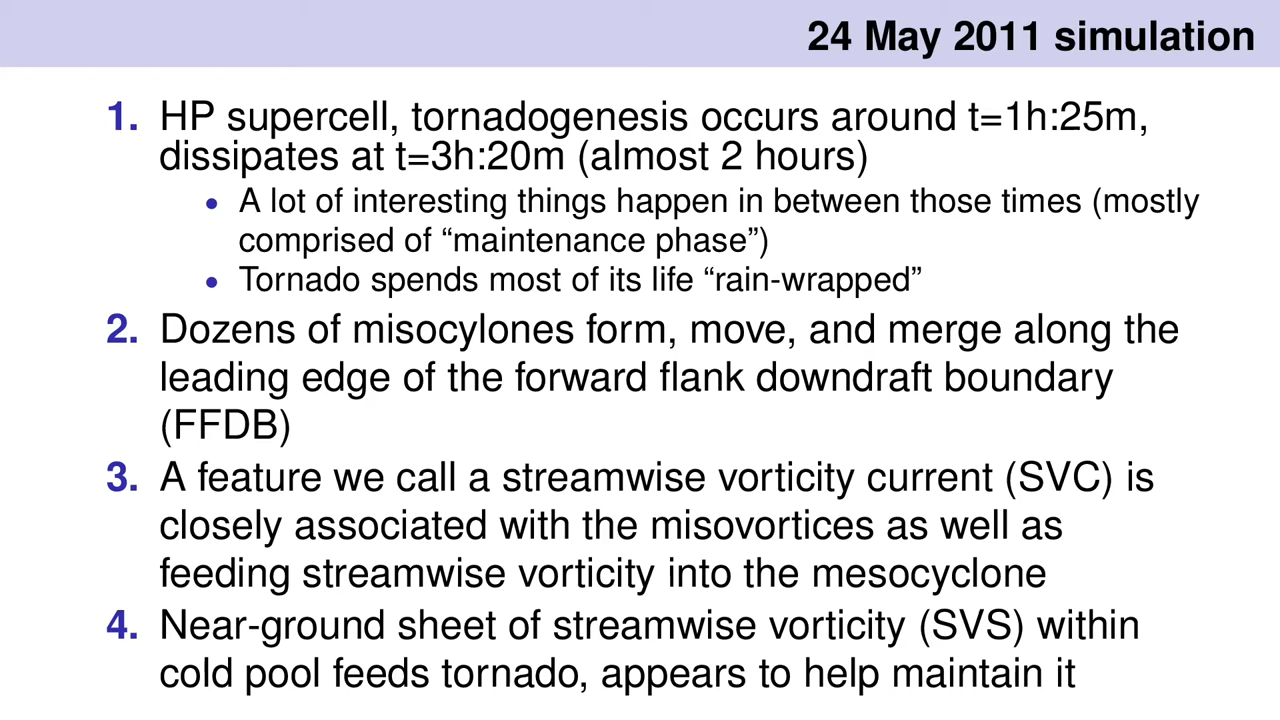 24 May 2011 simulation
1. HP supercell, tornadogenesis occurs around t=1h:25m,
dissipates at t=3h:20m (almost 2 hours)
• A lot of interesting things happen in between those times (mostly
comprised of “maintenance phase”)
• Tornado spends most of its life “rain-wrapped”
2. Dozens of misocylones form, move, and merge along the
leading edge of the forward flank downdraft boundary
(FFDB)
3. A feature we call a streamwise vorticity current (SVC) is
closely associated with the misovortices as well as
feeding streamwise vorticity into the mesocyclone
4. Near-ground sheet of streamwise vorticity (SVS) within
cold pool feeds tornado, appears to help maintain it